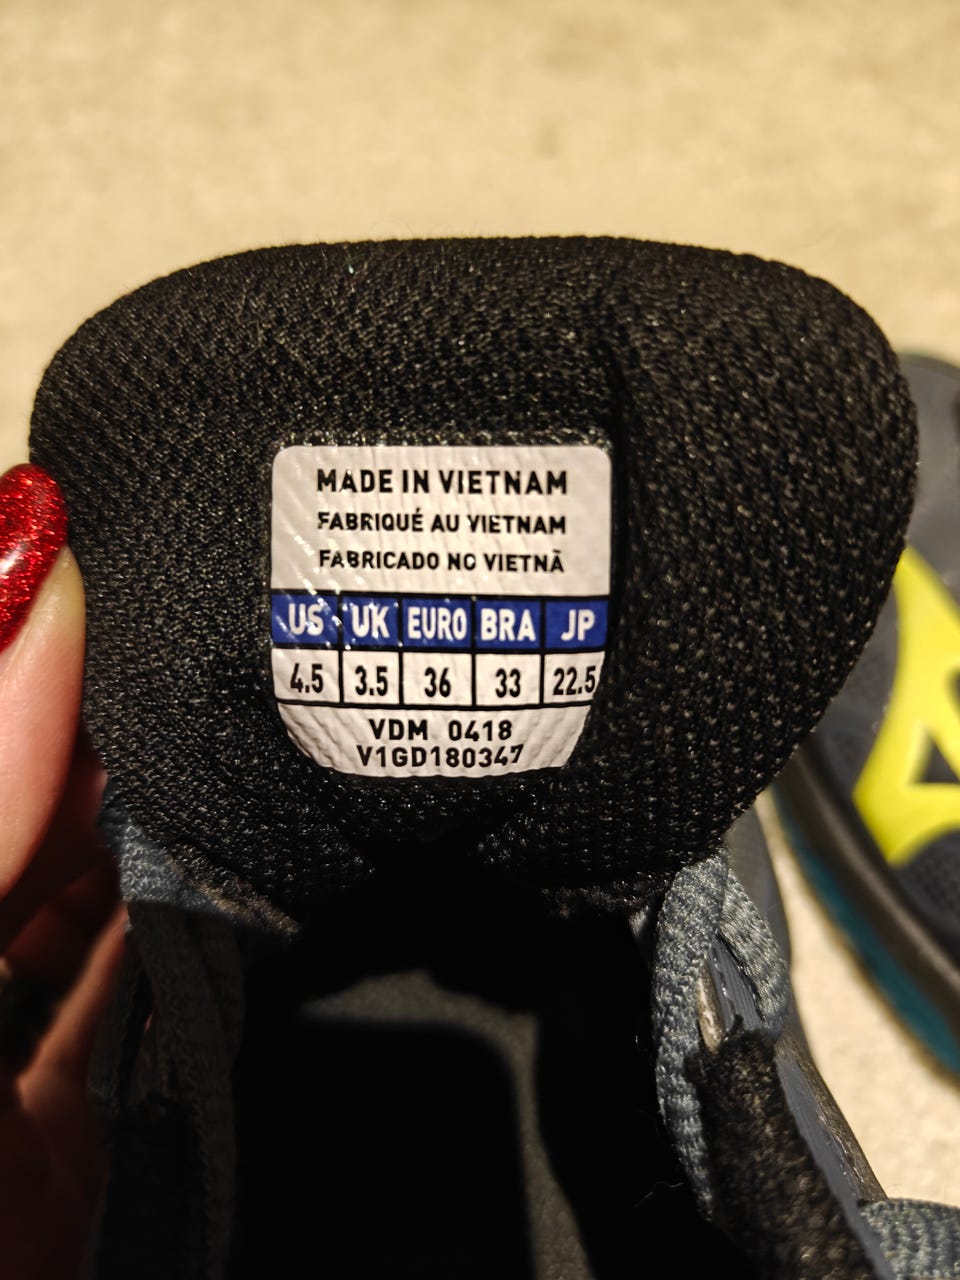 MADE IN VIETNAM
FABRIQUÉ AU VIETNAM
FABRICADO NO VIETNÃ
US UK EURO BRA JP
4.5 3.5 36 33 22.5
VDM 0418
V1GD180347